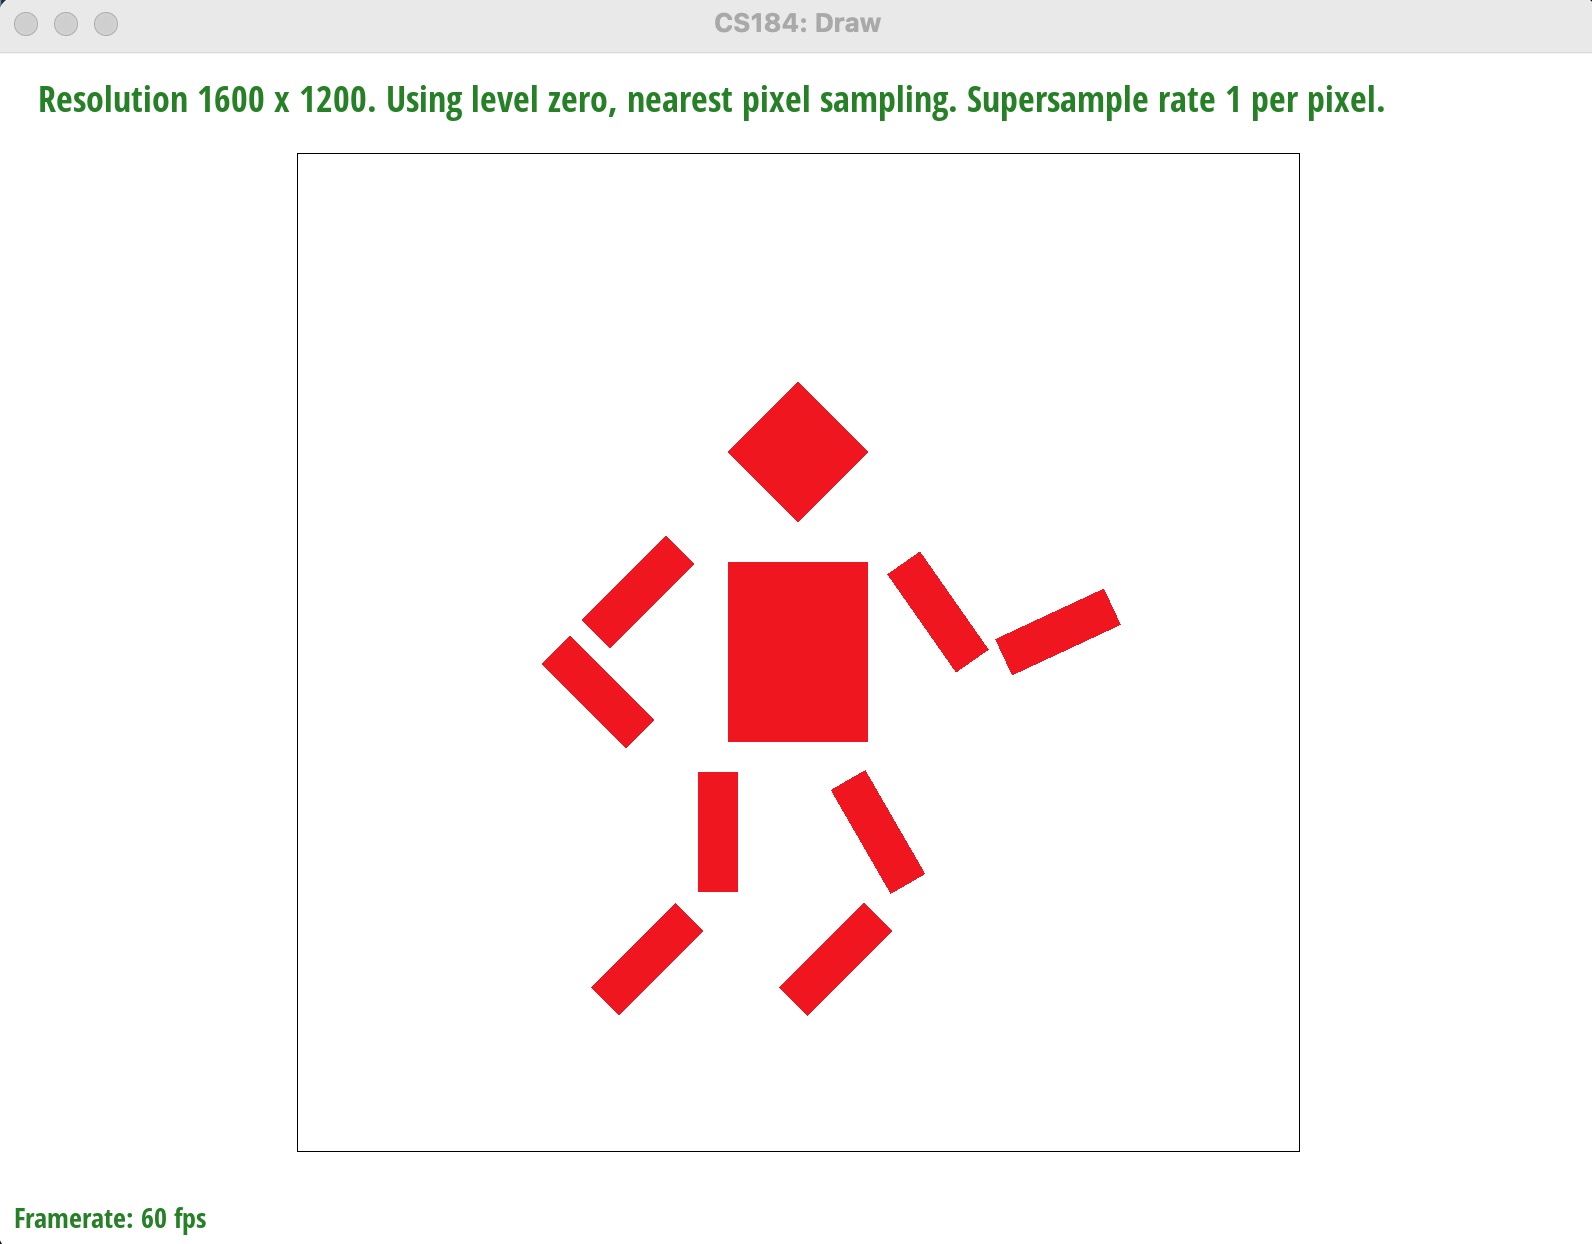 CS184: Draw
Resolution 1600 x 1200. Using level zero, nearest pixel sampling. Supersample rate 1 per pixel.
Framerate: 60 fps